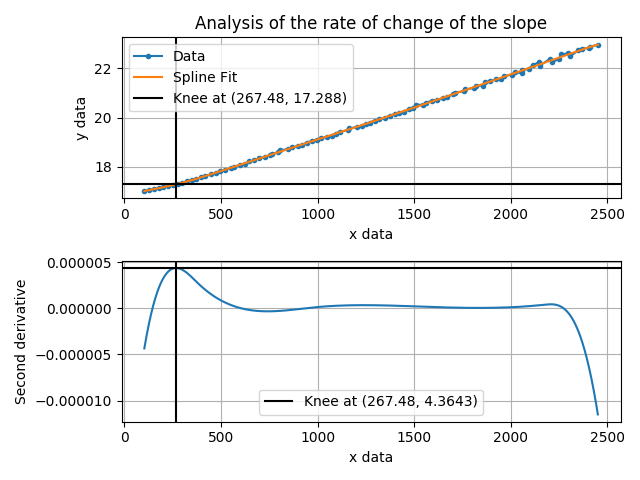 Analysis of the rate of change of the slope
Data
Spline Fit
Knee at (267.48, 17.288)
y data
22
20
18
0
500
1000
1500
2000
2500
x data
Second derivative
0.000005
0.000000
−0.000005
−0.000010
Knee at (267.48, 4.3643)
0
500
1000
1500
2000
2500
x data